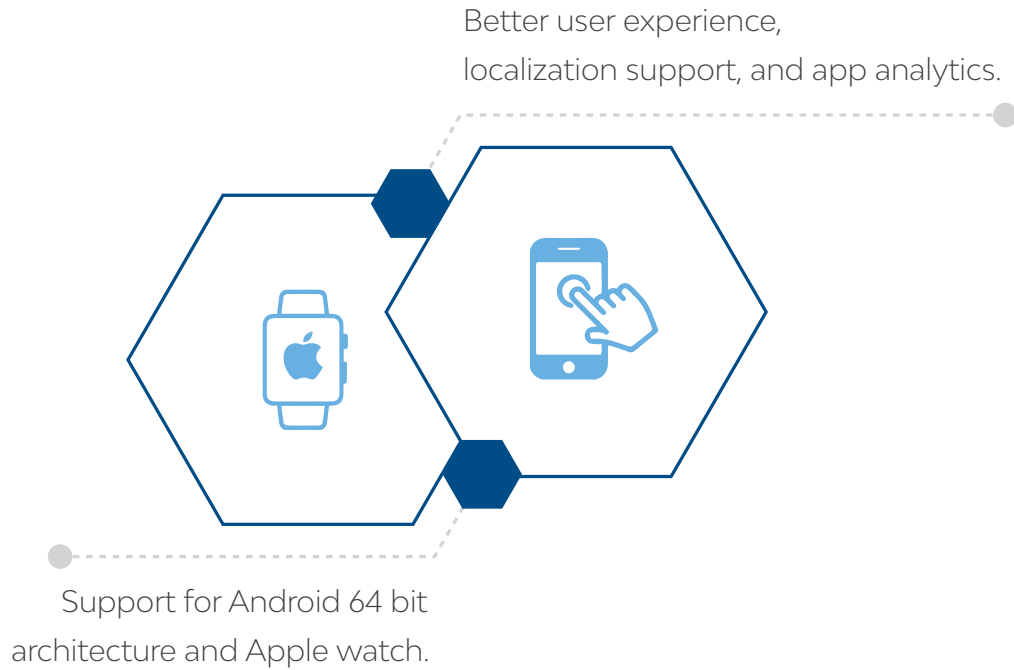 Better user experience,
localization support, and app analytics.
Support for Android 64 bit
architecture and Apple watch.